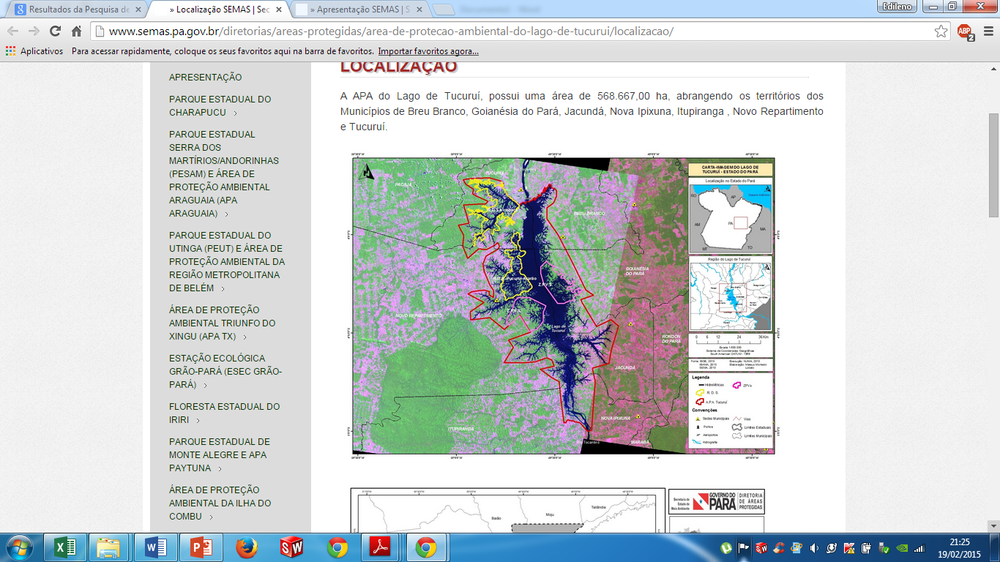 Resultados da Pesquisa de
» Localização SEMAS | Sec
» Apresentação SEMAS | S
Edileno
www.semas.pa.gov.br/diretorias/areas-protegidas/area-de-protecao-ambiental-do-lago-de-tucurui/localizacao/
ABP
2
Aplicativos
Para acessar rapidamente, coloque os seus favoritos aqui na barra de favoritos. Importar favoritos agora...
APRESENTAÇÃO
PARQUE ESTADUAL DO
CHARAPUCU
PARQUE ESTADUAL
SERRA DOS
MARTÍRIOS/ANDORINHAS
(PESAM) E ÁREA DE
PROTEÇÃO AMBIENTAL
ARAGUAIA (APA
ARAGUAIA)
PARQUE ESTADUAL DO
UTINGA (PEUT) E ÁREA DE
PROTEÇÃO AMBIENTAL DA
REGIÃO METROPOLITANA
DE BELÉM
ÁREA DE PROTEÇÃO
AMBIENTAL TRIUNFO DO
XINGU (APA TX)
ESTAÇÃO ECOLÓGICA
GRÃO-PARA (ESEC GRÃO-
PARÁ)
FLORESTA ESTADUAL DO
IRIRI
PARQUE ESTADUAL DE
MONTE ALEGRE E APA
PAYTUNA
ÁREA DE PROTEÇÃO
AMBIENTAL DA ILHA DO
COMBU
LOCALIZAÇÃO
A APA do Lago de Tucuruí, possui uma área de 568.667,00 ha, abrangendo os territórios dos
Municípios de Breu Branco, Goianésia do Pará, Jacundá, Nova Ipixuna, Itupiranga , Novo Repartimento
e Tucuruí.
TUCURUÍ
PACAJÁ
BREU BRANCO
GOIANÉSIA
DO PARÁ
Z.P.V.S.
NOVO REPARTIMENTO
Lago de
Tucuruí
RONDON
DO PARÁ
JACUNDÁ
NOVA IPIXUNA
ITUPIRANGA
Rio Tocantins
MARABÁ
CARTA-IMAGEM DO LAGO DE
TUCURUÍ - ESTADO DO PARÁ
Localização no Estado do Pará
RO
AP
AM
PA
MA
MT
TO
Região do Lago de Tucuruí
0 6 12 24 36 Km
Sistema de Coordenadas Geográficas
Legenda
Hidrelétricas
ZPVs
R. D. S.
A.P.A. Tucuruí
Convenções
Sedes Municipais
Vias
Portos
Limites Estaduais
Aeroportos
Limites Municipais
Hidrografia
Tailândia
Moju
Baião
Secretaria de
Estado de
Meio Ambiente
GOVERNO DO
PARÁ
DIRETORIA
DE ÁREAS
PROTEGIDAS
21:25
19/02/2015